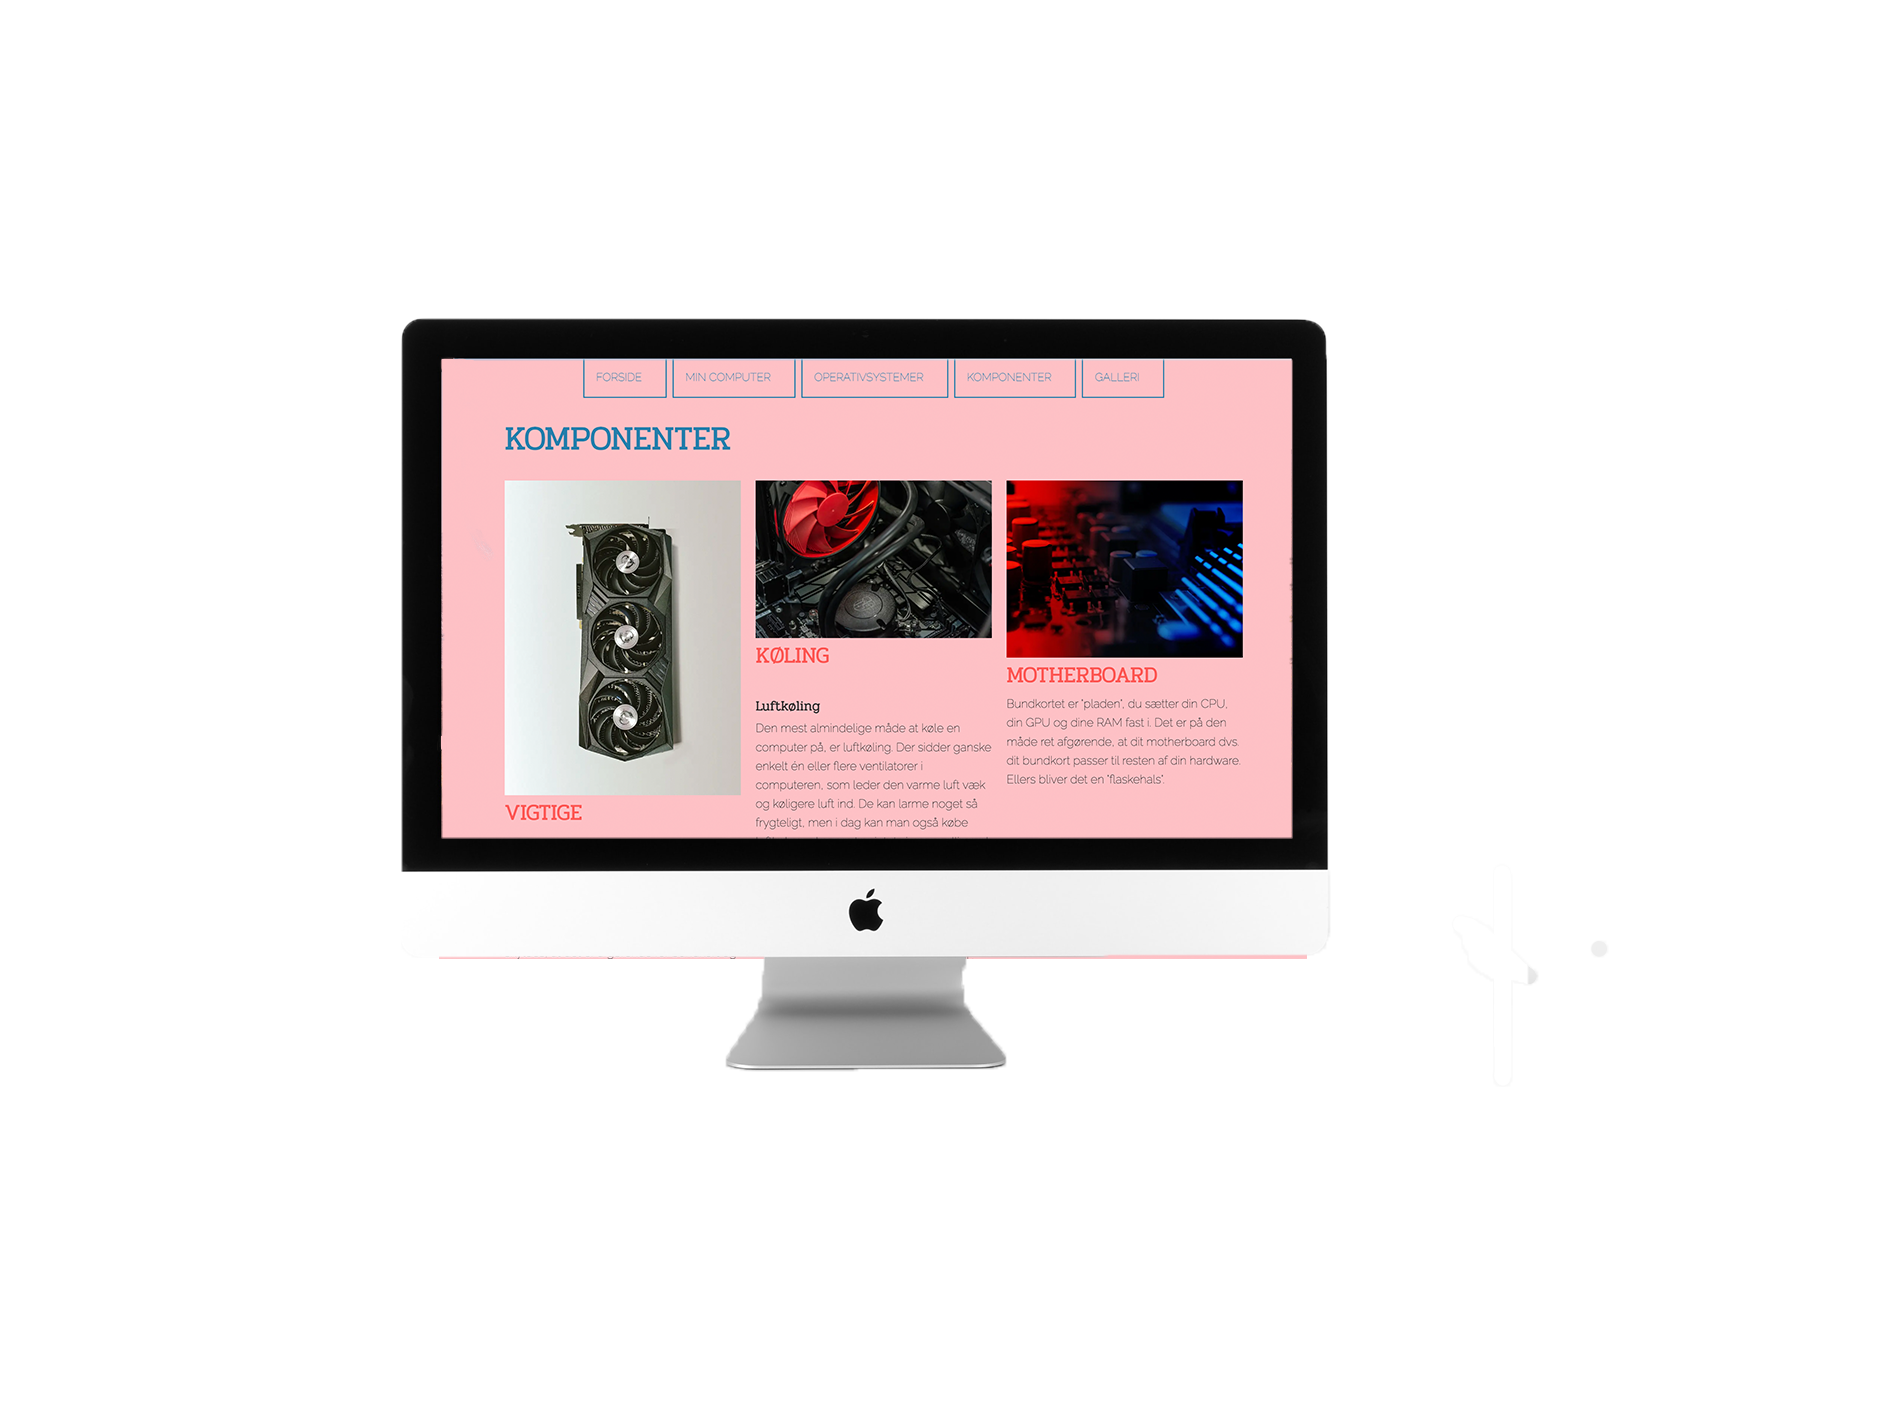 FORSIDE
MIN COMPUTER
OPERATIVSYSTEMER
KOMPONENTER
GALLERI
KOMPONENTER
VIGTIGE
KØLING
Luftkøling
Den mest almindelige måde at køle en
computer på, er luftkøling. Der sidder ganske
enkelt én eller flere ventilatorer i
computeren, som leder den varme luft væk
og køligere luft ind. De kan larme noget så
frygteligt, men i dag kan man også købe
MOTHERBOARD
Bundkortet er "pladen", du sætter din CPU,
din GPU og dine RAM fast i. Det er på den
måde ret afgørende, at dit motherboard dvs.
dit bundkort passer til resten af din hardware.
Ellers bliver det en "flaskehals".